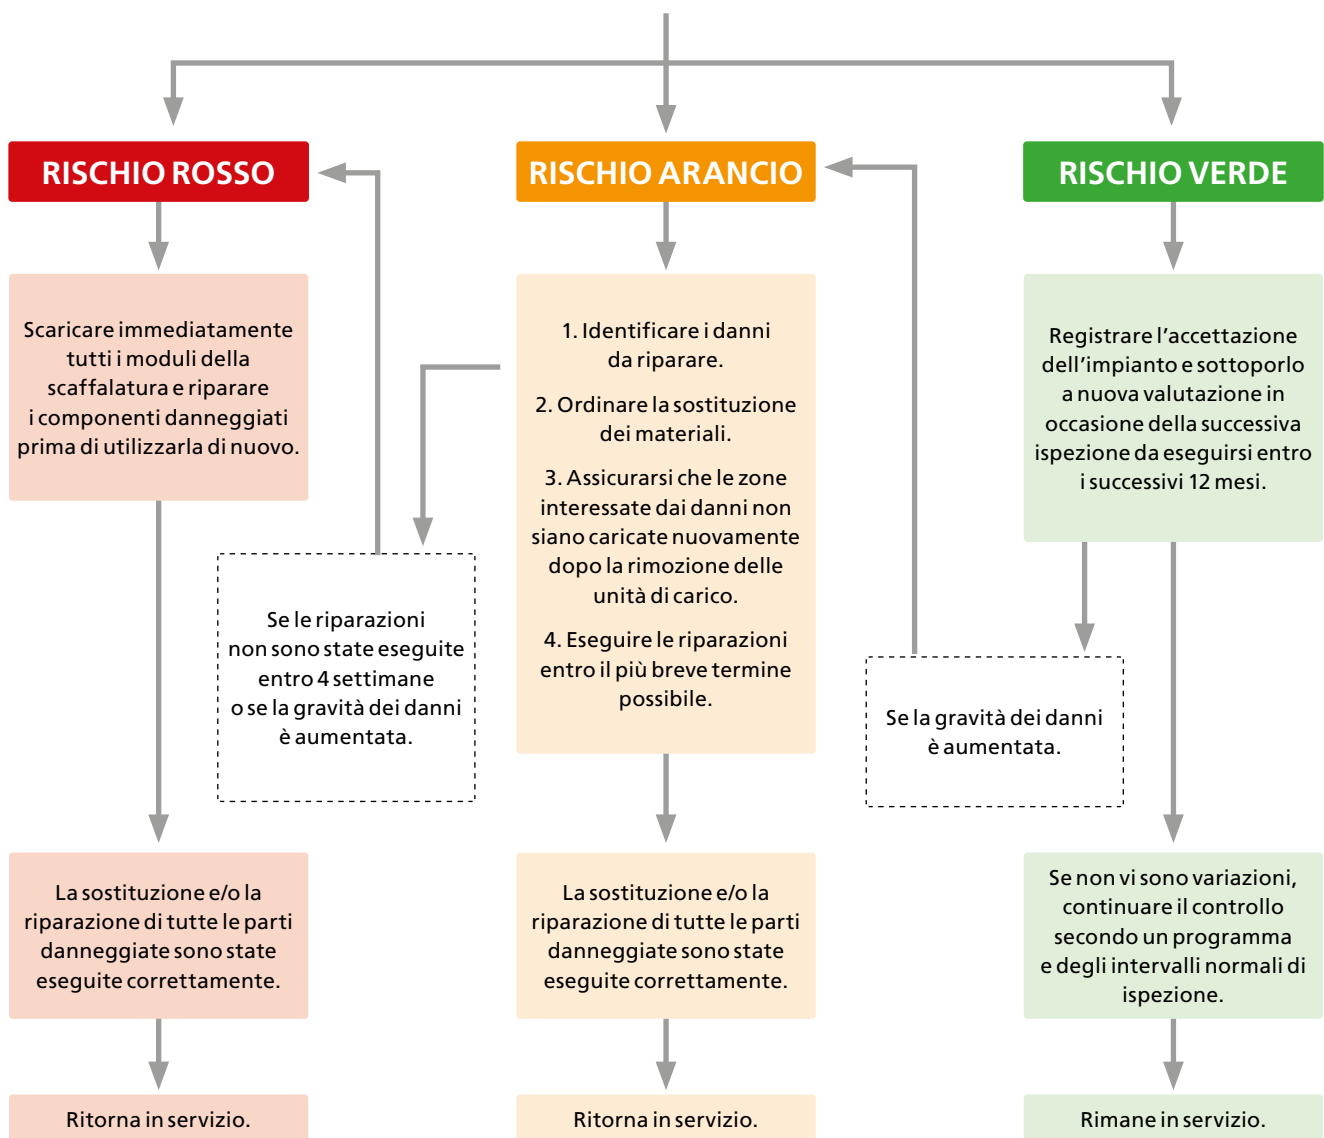 RISCHIO ROSSO
RISCHIO ARANCIO
RISCHIO VERDE
Scaricare immediatamente
tutti i moduli della
scaffalatura e riparare
i componenti danneggiati
prima di utilizzarla di nuovo.
1. Identificare i danni
da riparare.
2. Ordinare la sostituzione
dei materiali.
3. Assicurarsi che le zone
interessate dai danni non
siano caricate nuovamente
dopo la rimozione delle
unità di carico.
4. Eseguire le riparazioni
entro il più breve termine
possibile.
Registrare l’accettazione
dell’impianto e sottoporlo
a nuova valutazione in
occasione della successiva
ispezione da eseguirsi entro
i successivi 12 mesi.
Se le riparazioni
non sono state eseguite
entro 4 settimane
o se la gravità dei danni
è aumentata.
Se la gravità dei danni
è aumentata.
La sostituzione e/o la
riparazione di tutte le parti
danneggiate sono state
eseguite correttamente.
La sostituzione e/o la
riparazione di tutte le parti
danneggiate sono state
eseguite correttamente.
Se non vi sono variazioni,
continuare il controllo
secondo un programma
e degli intervalli normali di
ispezione.
Ritorna in servizio.
Ritorna in servizio.
Rimane in servizio.